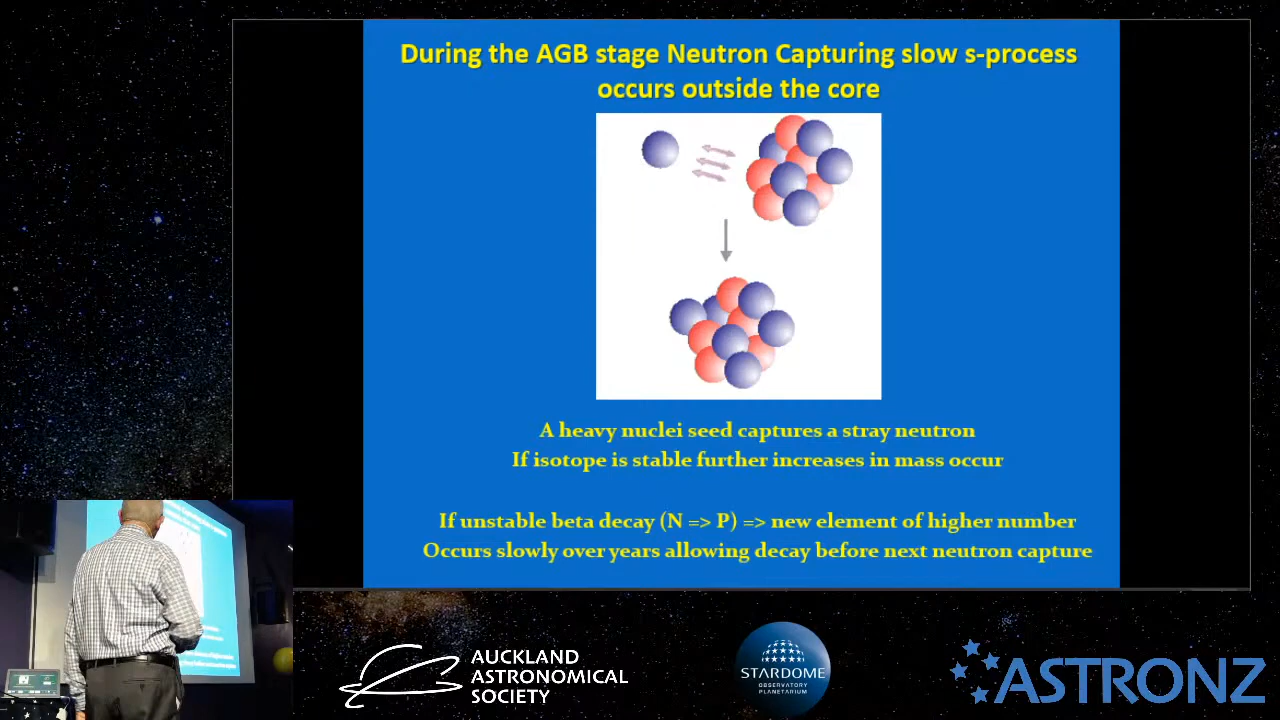 During the AGB stage Neutron Capturing slow s-process
occurs outside the core
A heavy nuclei seed captures a stray neutron
If isotope is stable further increases in mass occur
If unstable beta decay (N => P) => new element of higher number
Occurs slowly over years allowing decay before next neutron capture
AUCKLAND
ASTRONOMICAL
SOCIETY
STARDOME
OBSERVATORY
PLANETARIUM
ASTRONZ